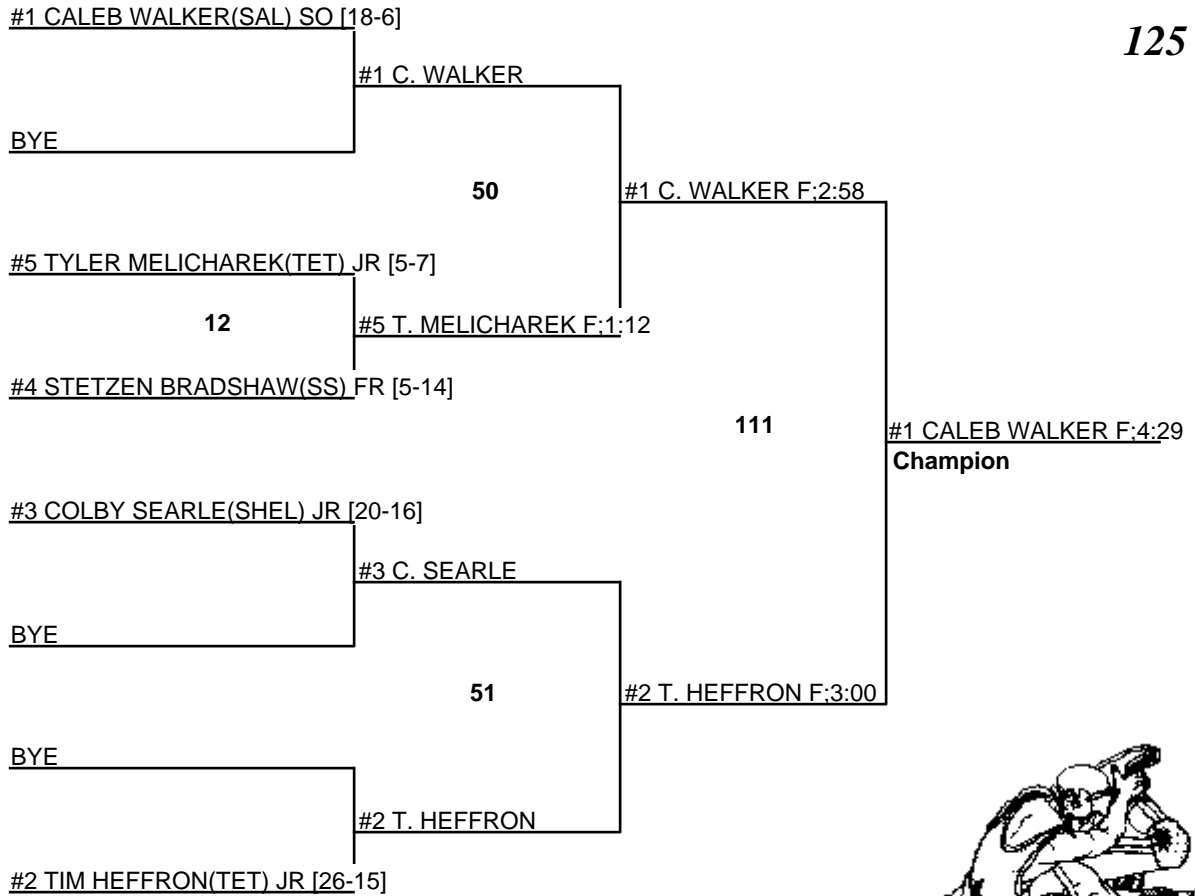 #1 CALEB WALKER(SAL) SO [18-6]
125
#1 C. WALKER
BYE
50
#1 C. WALKER F;2:58
#5 TYLER MELICHAREK(TET) JR [5-7]
12
#5 T. MELICHAREK F;1:12
#4 STETZEN BRADSHAW(SS) FR [5-14]
111
#1 CALEB WALKER F;4:29
Champion
#3 COLBY SEARLE(SHEL) JR [20-16]
#3 C. SEARLE
BYE
51
#2 T. HEFFRON F;3:00
BYE
#2 T. HEFFRON
#2 TIM HEFFRON(TET) JR [26-15]